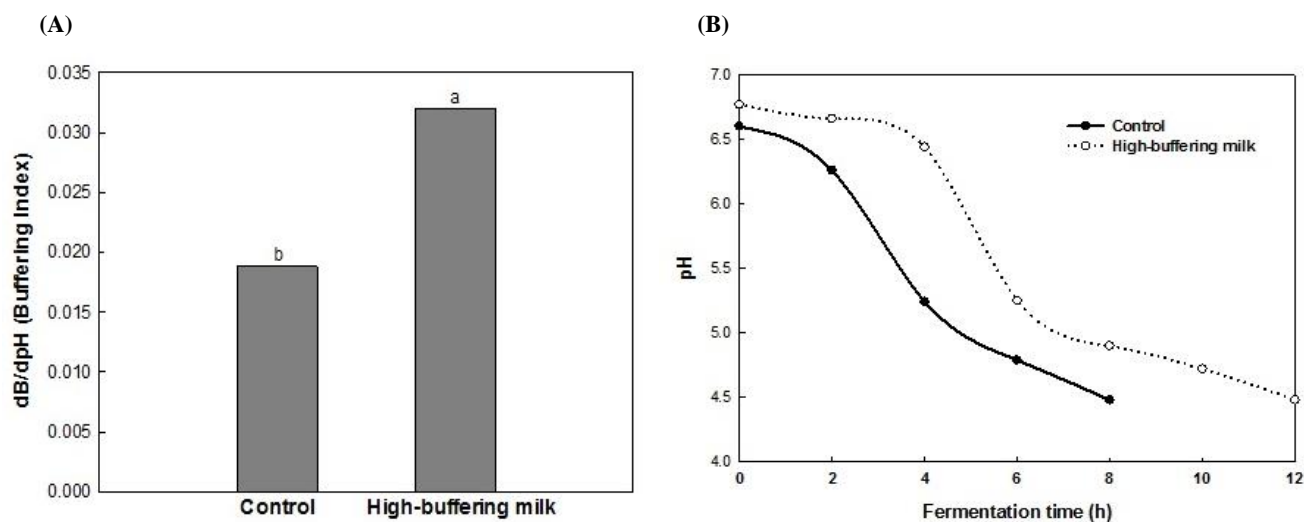 (A)
0.035
0.030
0.025
0.020
0.015
0.010
0.005
0.000
dB/dpH (Buffering Index)
b
a
Control
High-buffering milk
(B)
7.0
6.5
6.0
5.5
5.0
4.5
4.0
pH
Control
High-buffering milk
0 2 4 6 8 10 12
Fermentation time (h)